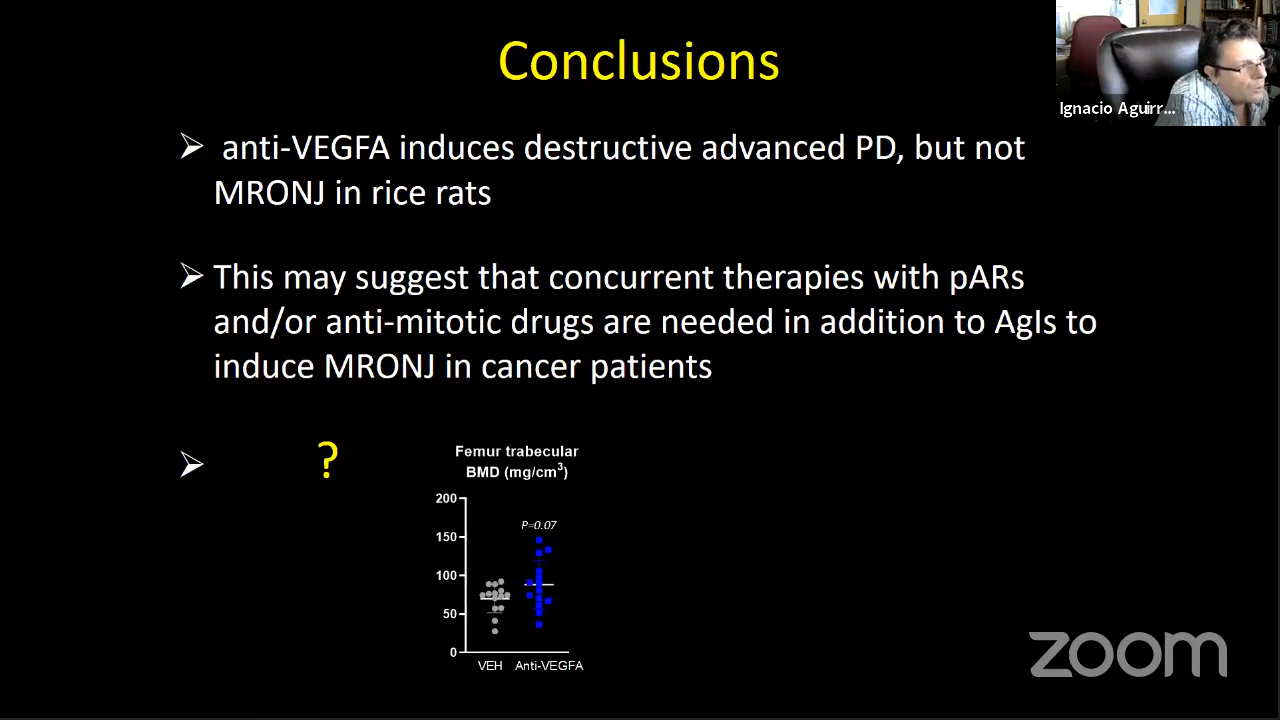 Conclusions
Ignacio Aguirr...
➢ anti-VEGFA induces destructive advanced PD, but not
MRONJ in rice rats
➢ This may suggest that concurrent therapies with pARs
and/or anti-mitotic drugs are needed in addition to AgIs to
induce MRONJ in cancer patients
➢ ?
Femur trabecular
BMD (mg/cm³)
200
P=0.07
150
100
50
0
VEH Anti-VEGFA
zoom